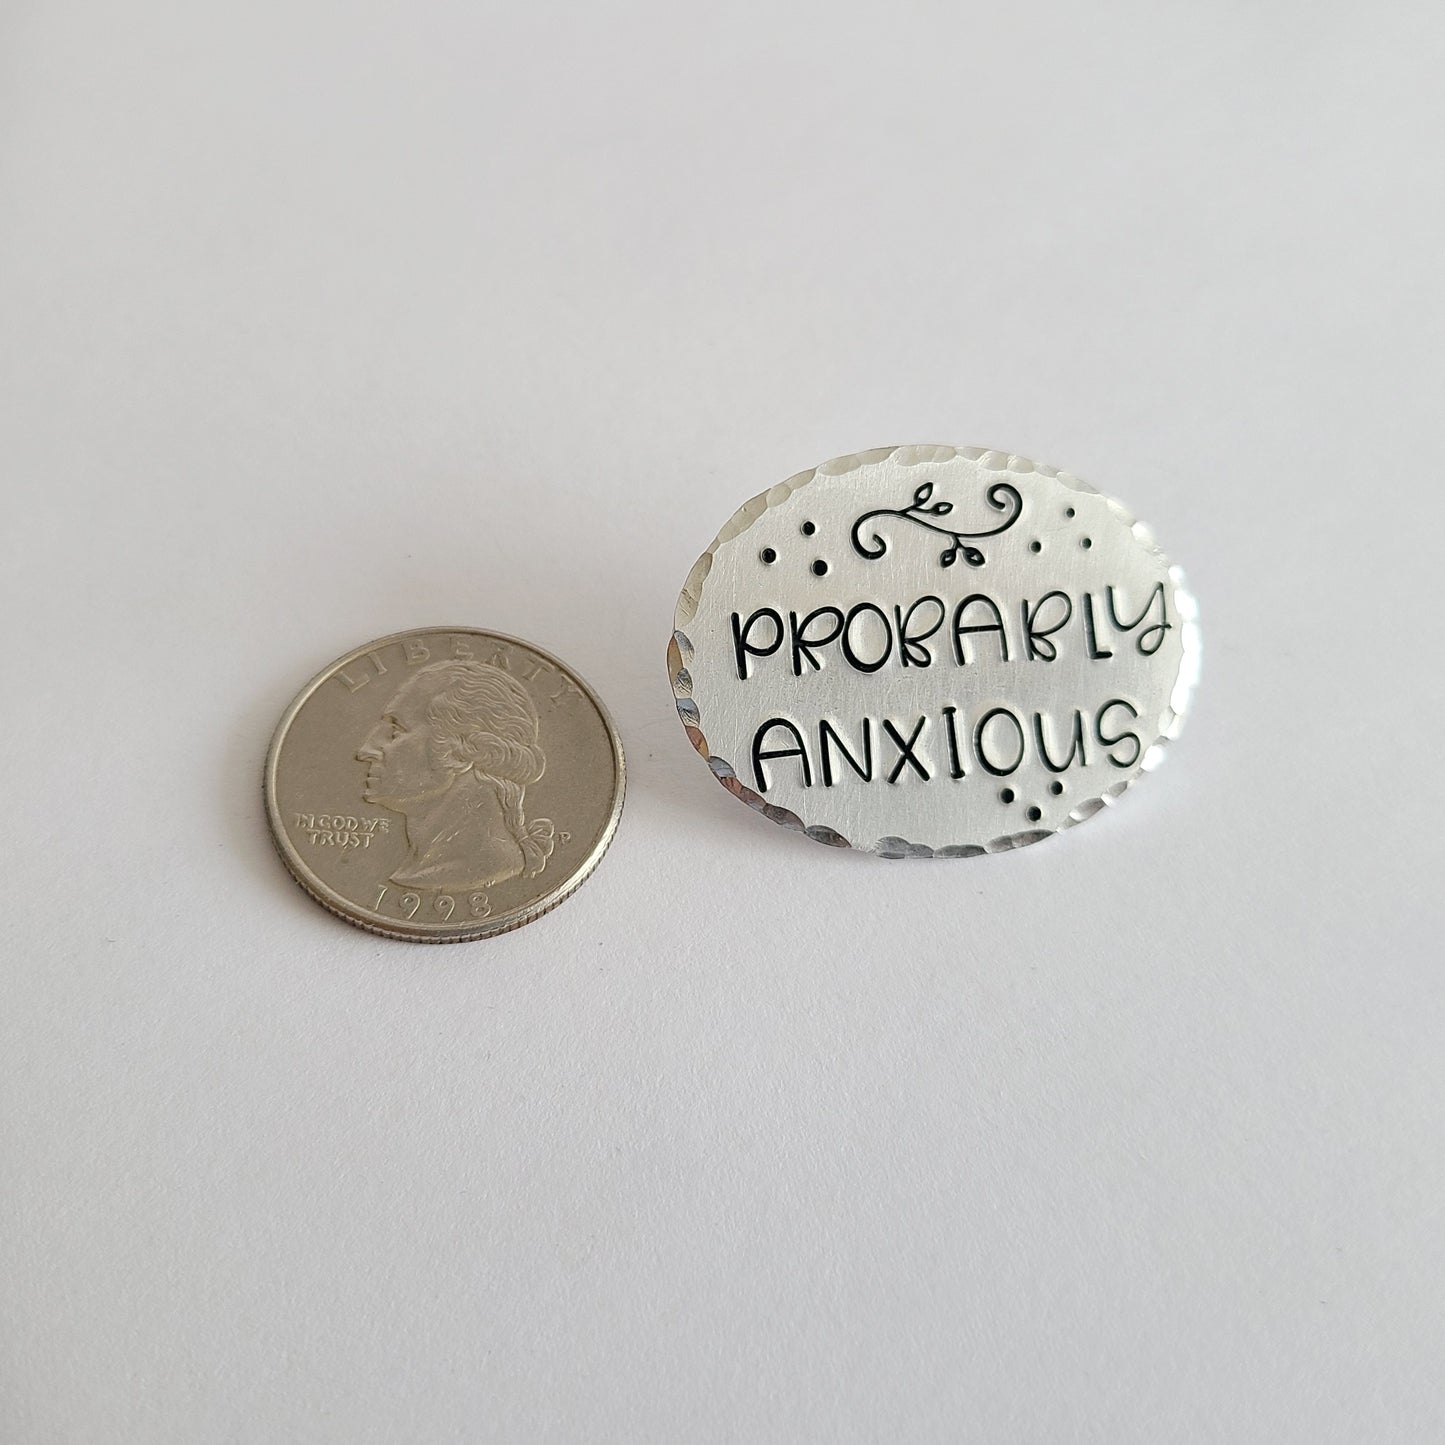 LIBERTY
IN GOD WE
TRUST
P
1998
PROBABLY
ANXIOUS